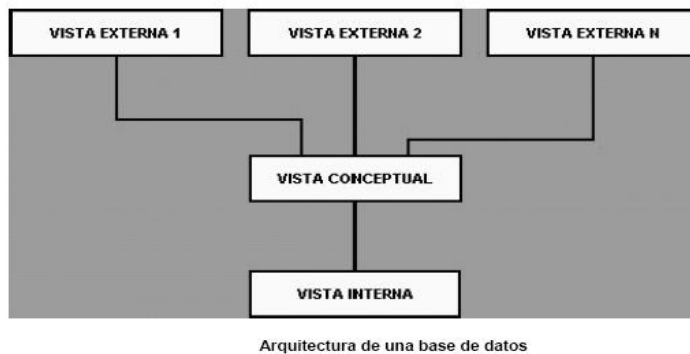 VISTA EXTERNA 1
VISTA EXTERNA 2
VISTA EXTERNA N
VISTA CONCEPTUAL
VISTA INTERNA
Arquitectura de una base de datos